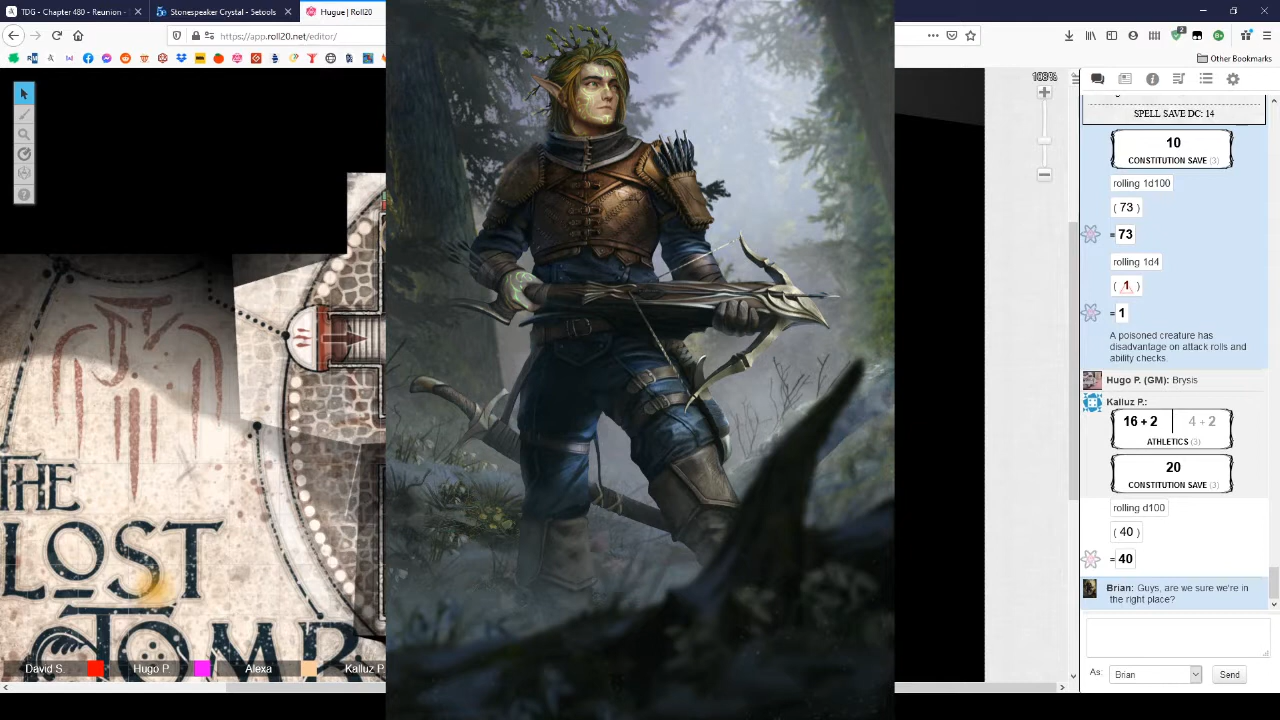 TDG - Chapter 480 - Reunion -
Stonespeaker Crystal - 5etools
Hugue | Roll20
https://app.roll20.net/editor/
Other Bookmarks
SPELL SAVE DC: 14
10
CONSTITUTION SAVE (3)
rolling 1d100
( 73 )
= 73
rolling 1d4
( 1 )
= 1
A poisoned creature has
disadvantage on attack rolls and
ability checks.
Hugo P. (GM): Brysis
Kalluz P.:
16 + 2 4 + 2
ATHLETICS (3)
20
CONSTITUTION SAVE (3)
rolling d100
( 40 )
= 40
Brian: Guys, are we sure we're in
the right place?
As: Brian Send
THE
LOST
TOMB
David S. Hugo P. Alexa Kalluz P